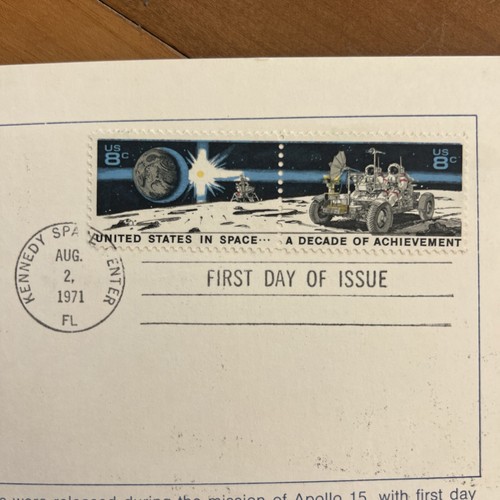 US
8c
US
8c
UNITED STATES IN SPACE··· A DECADE OF ACHIEVEMENT
KENNEDY SPACE CENTER
AUG.
2,
1971
FL
FIRST DAY OF ISSUE
were released during the mission of Apollo 15, with first day